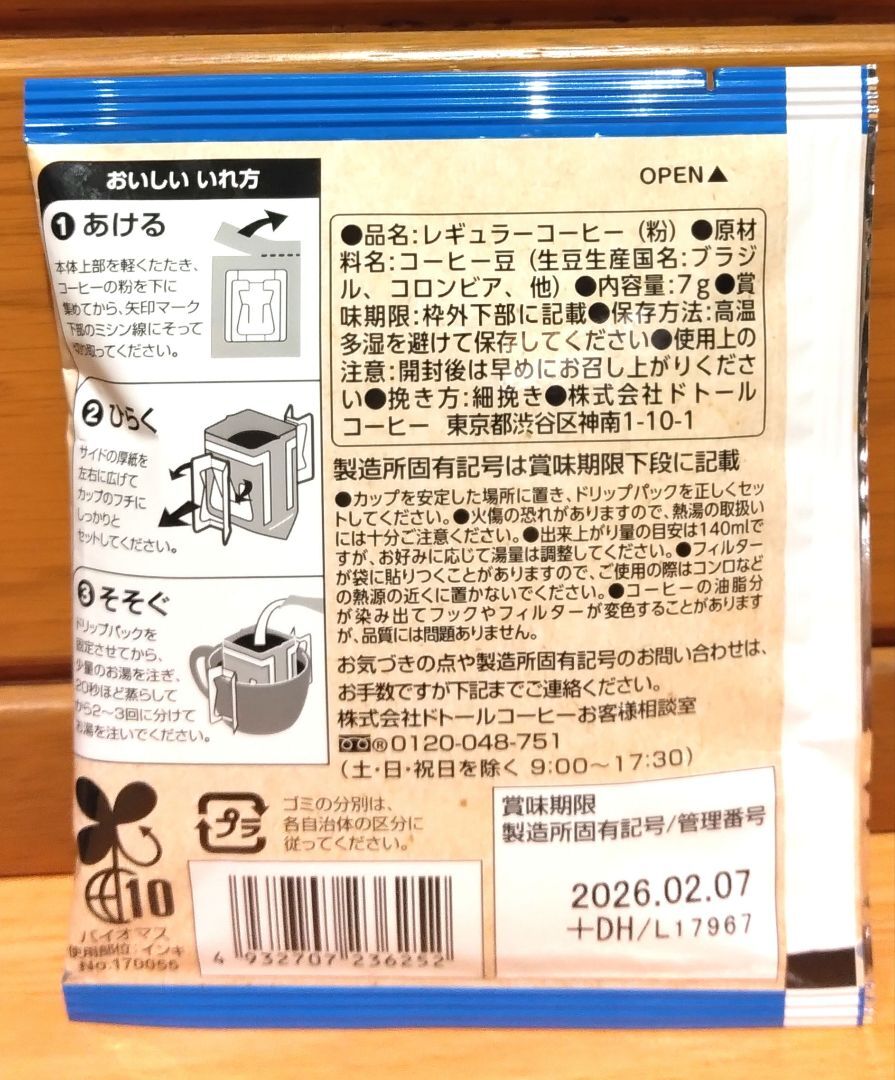 OPEN▲
おいしい いれ方
❶あける
本体上部を軽くたたき、
コーヒーの粉を下に
集めてから、矢印マーク
下部のミシン線にそって
切り取ってください。
❷ひらく
サイドの厚紙を
左右に広げて
カップのフチに
しっかりと
セットしてください。
❸そそぐ
ドリップパックを
固定させてから、
少量のお湯を注ぎ、
20秒ほど蒸らして
から2〜3回に分けて
お湯を注いでください。
●品名:レギュラーコーヒー（粉）●原材
料名:コーヒー豆（生豆生産国名:ブラジ
ル、コロンビア、他）●内容量:7g●賞
味期限:枠外下部に記載●保存方法:高温
多湿を避けて保存してください●使用上の
注意:開封後は早めにお召し上がりくださ
い●挽き方:細挽き●株式会社ドトール
コーヒー 東京都渋谷区神南1-10-1
製造所固有記号は賞味期限下段に記載
●カップを安定した場所に置き、ドリップパックを正しくセッ
トしてください。●火傷の恐れがありますので、熱湯の取扱い
には十分ご注意ください。●出来上がり量の目安は140mlで
すが、お好みに応じて湯量は調整してください。●フィルター
が袋に貼りつくことがありますので、ご使用の際はコンロなど
の熱源の近くに置かないでください。●コーヒーの油脂分
が染み出てフックやフィルターが変色することがあります
が、品質には問題ありません。
お気づきの点や製造所固有記号のお問い合わせは、
お手数ですが下記までご連絡ください。
株式会社ドトールコーヒーお客様相談室
®0120-048-751
（土・日・祝日を除く 9:00〜17:30）
10
バイオマス
使用部位:インキ
No.170055
プラ
ゴミの分別は、
各自治体の区分に
従ってください。
4 932707 236252
賞味期限
製造所固有記号/管理番号
2026.02.07
+DH/L17967